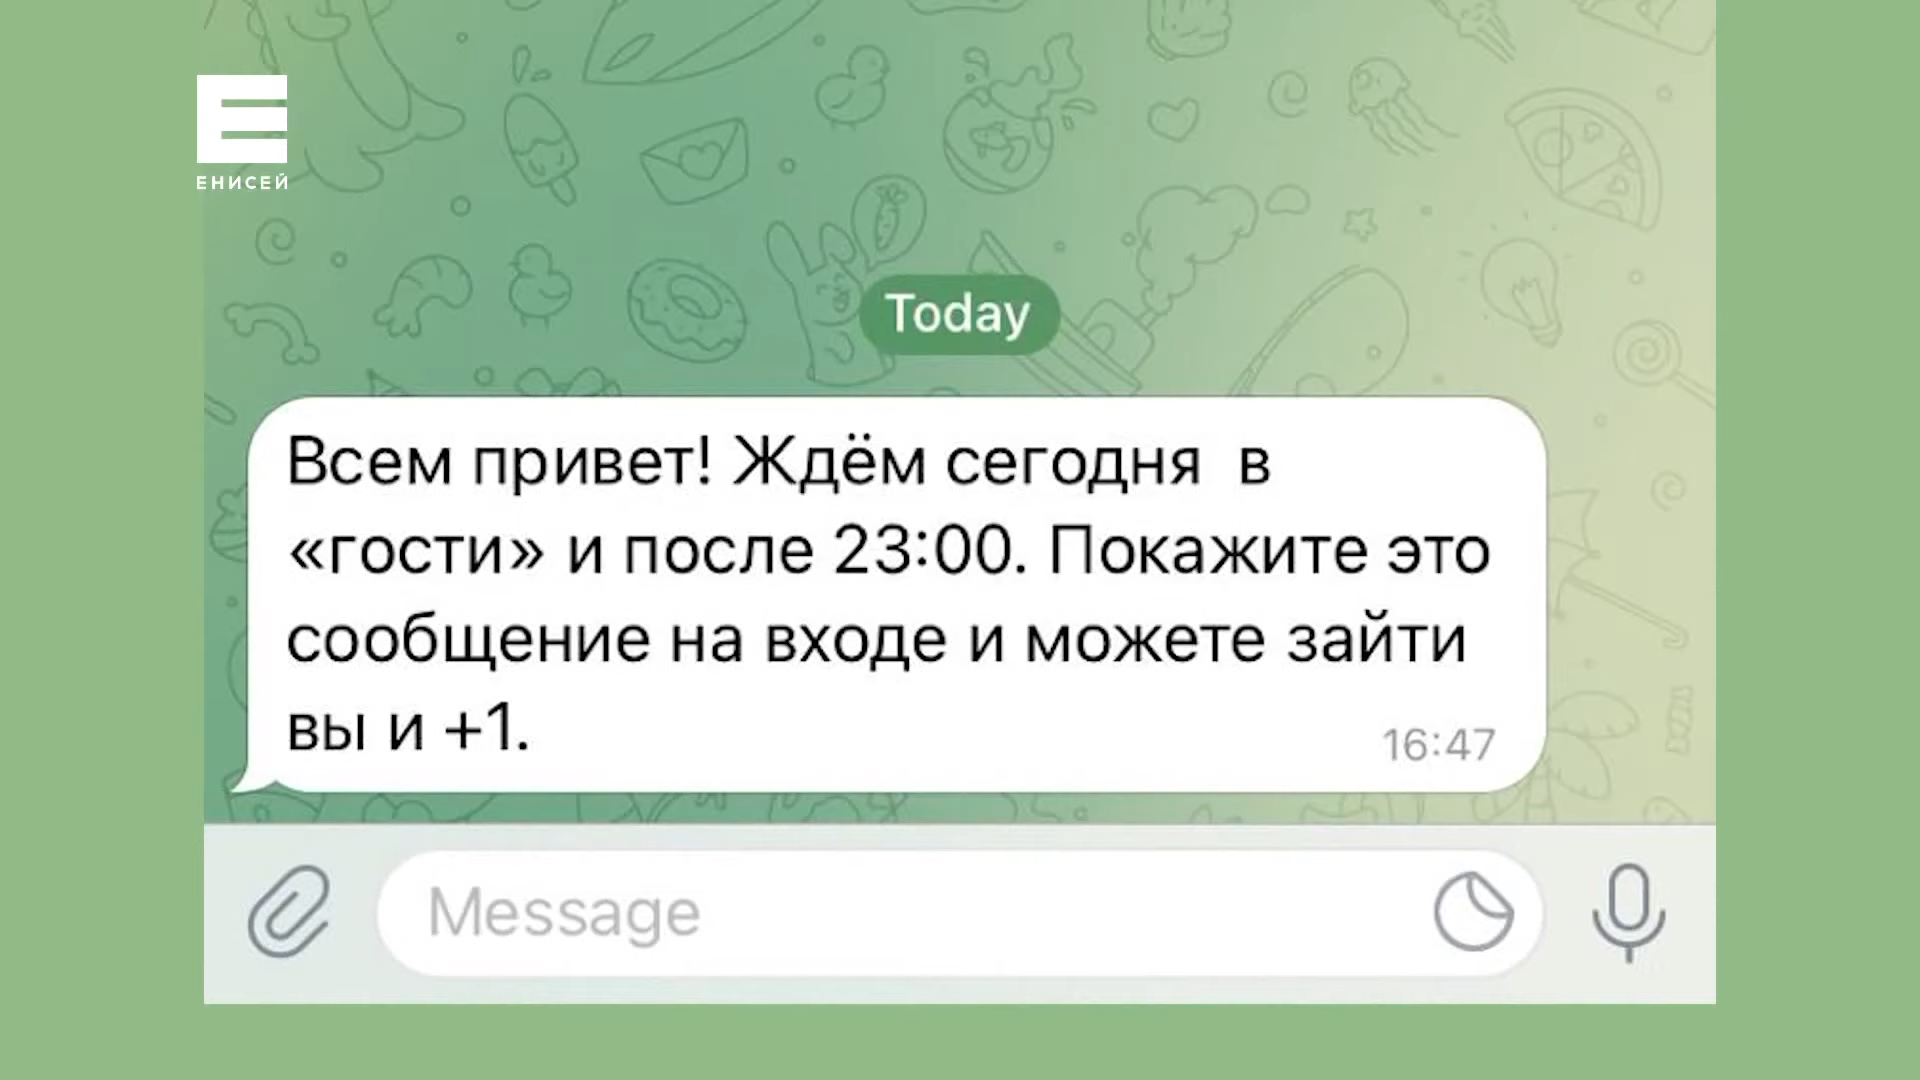 ЕНИСЕЙ
Today
Всем привет! Ждём сегодня в
«гости» и после 23:00. Покажите это
сообщение на входе и можете зайти
вы и +1.
16:47
Message